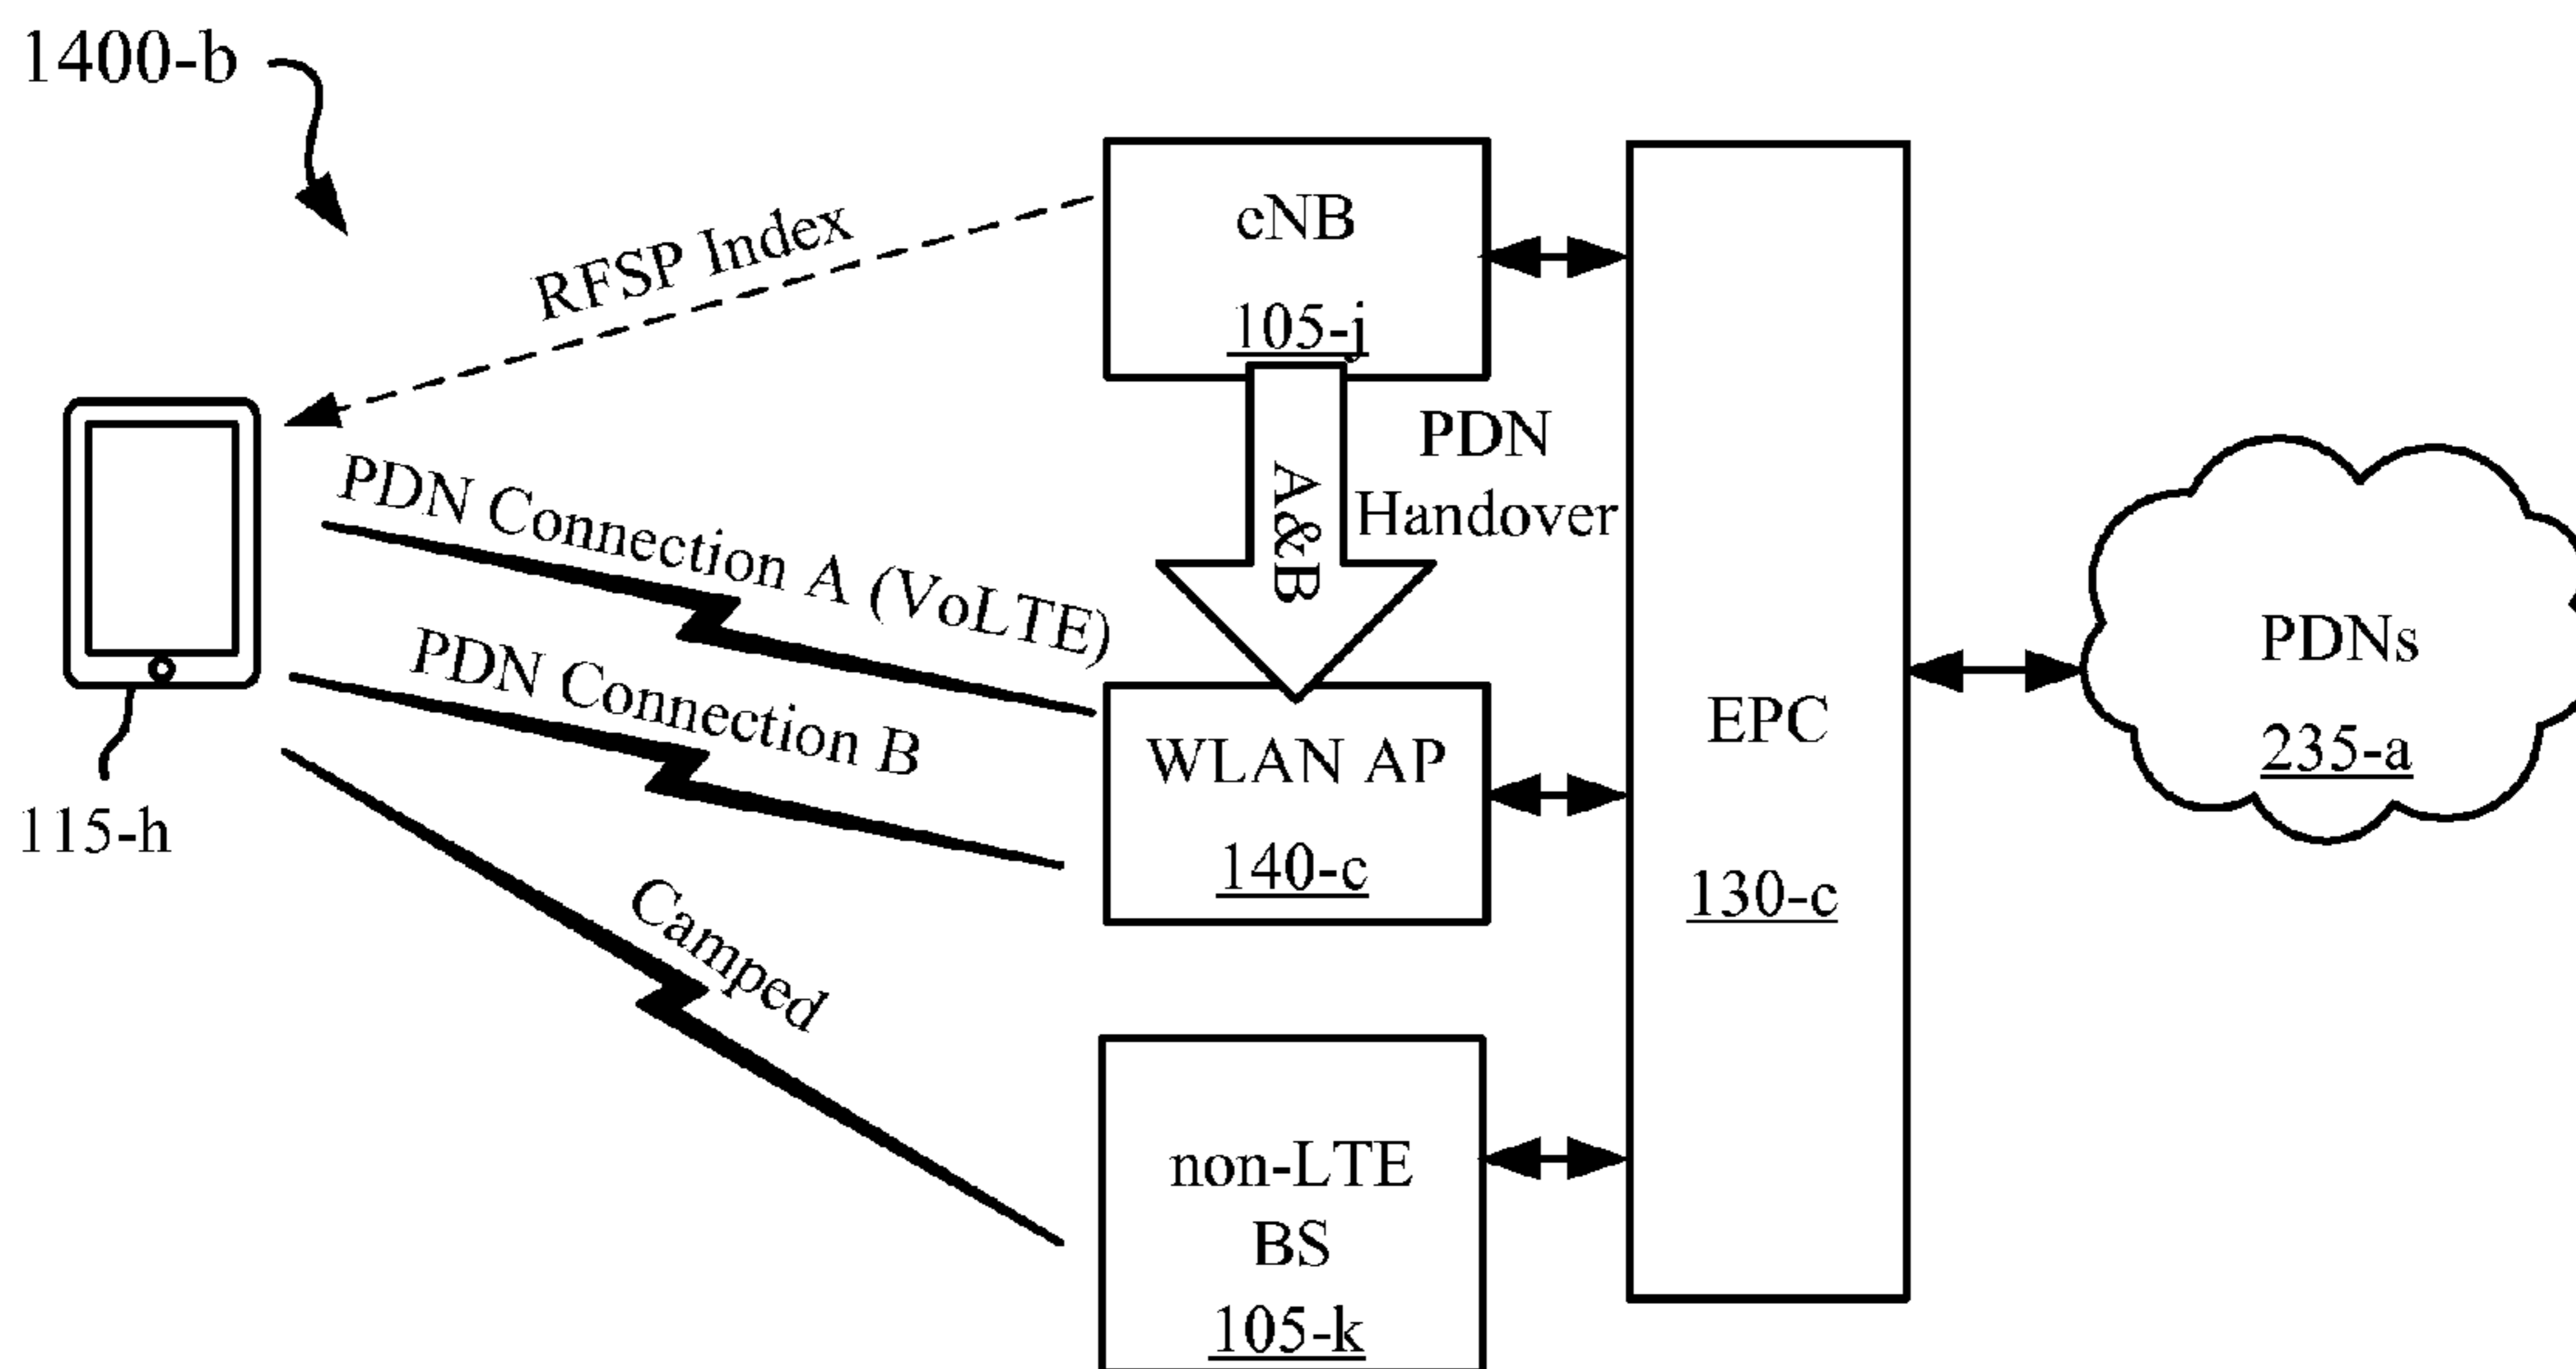 1400-b
RFSP Index
cNB
105-j
PDN
Handover
A&B
PDN Connection A (VoLTE)
PDN Connection B
WLAN AP
140-c
EPC
130-c
PDNs
235-a
115-h
Camped
non-LTE
BS
105-k